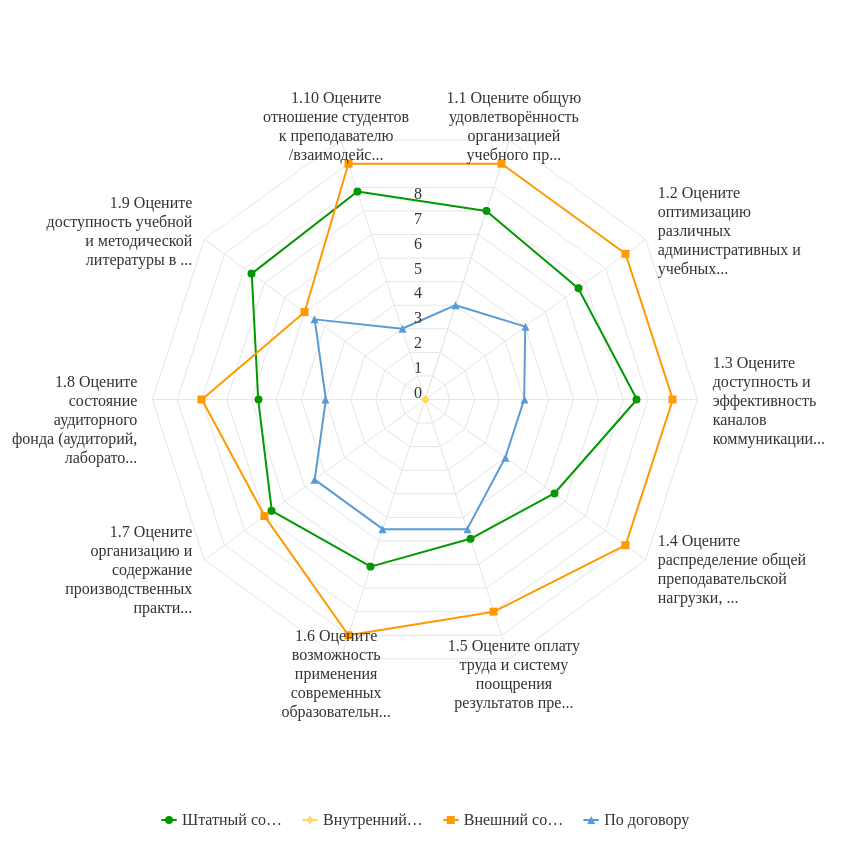 1.10 Оцените
отношение студентов
к преподавателю
/взаимодейс...
1.1 Оцените общую
удовлетворённость
организацией
учебного пр...
1.2 Оцените
оптимизацию
различных
административных и
учебных...
1.9 Оцените
доступность учебной
и методической
литературы в ...
8
7
6
5
4
3
2
1
0
1.3 Оцените
доступность и
эффективность
каналов
коммуникации...
1.8 Оцените
состояние
аудиторного
фонда (аудиторий,
лаборато...
1.4 Оцените
распределение общей
преподавательской
нагрузки, ...
1.7 Оцените
организацию и
содержание
производственных
практи...
1.6 Оцените
возможность
применения
современных
образовательн...
1.5 Оцените оплату
труда и систему
поощрения
результатов пре...
Штатный со…
Внутренний…
Внешний со…
По договору